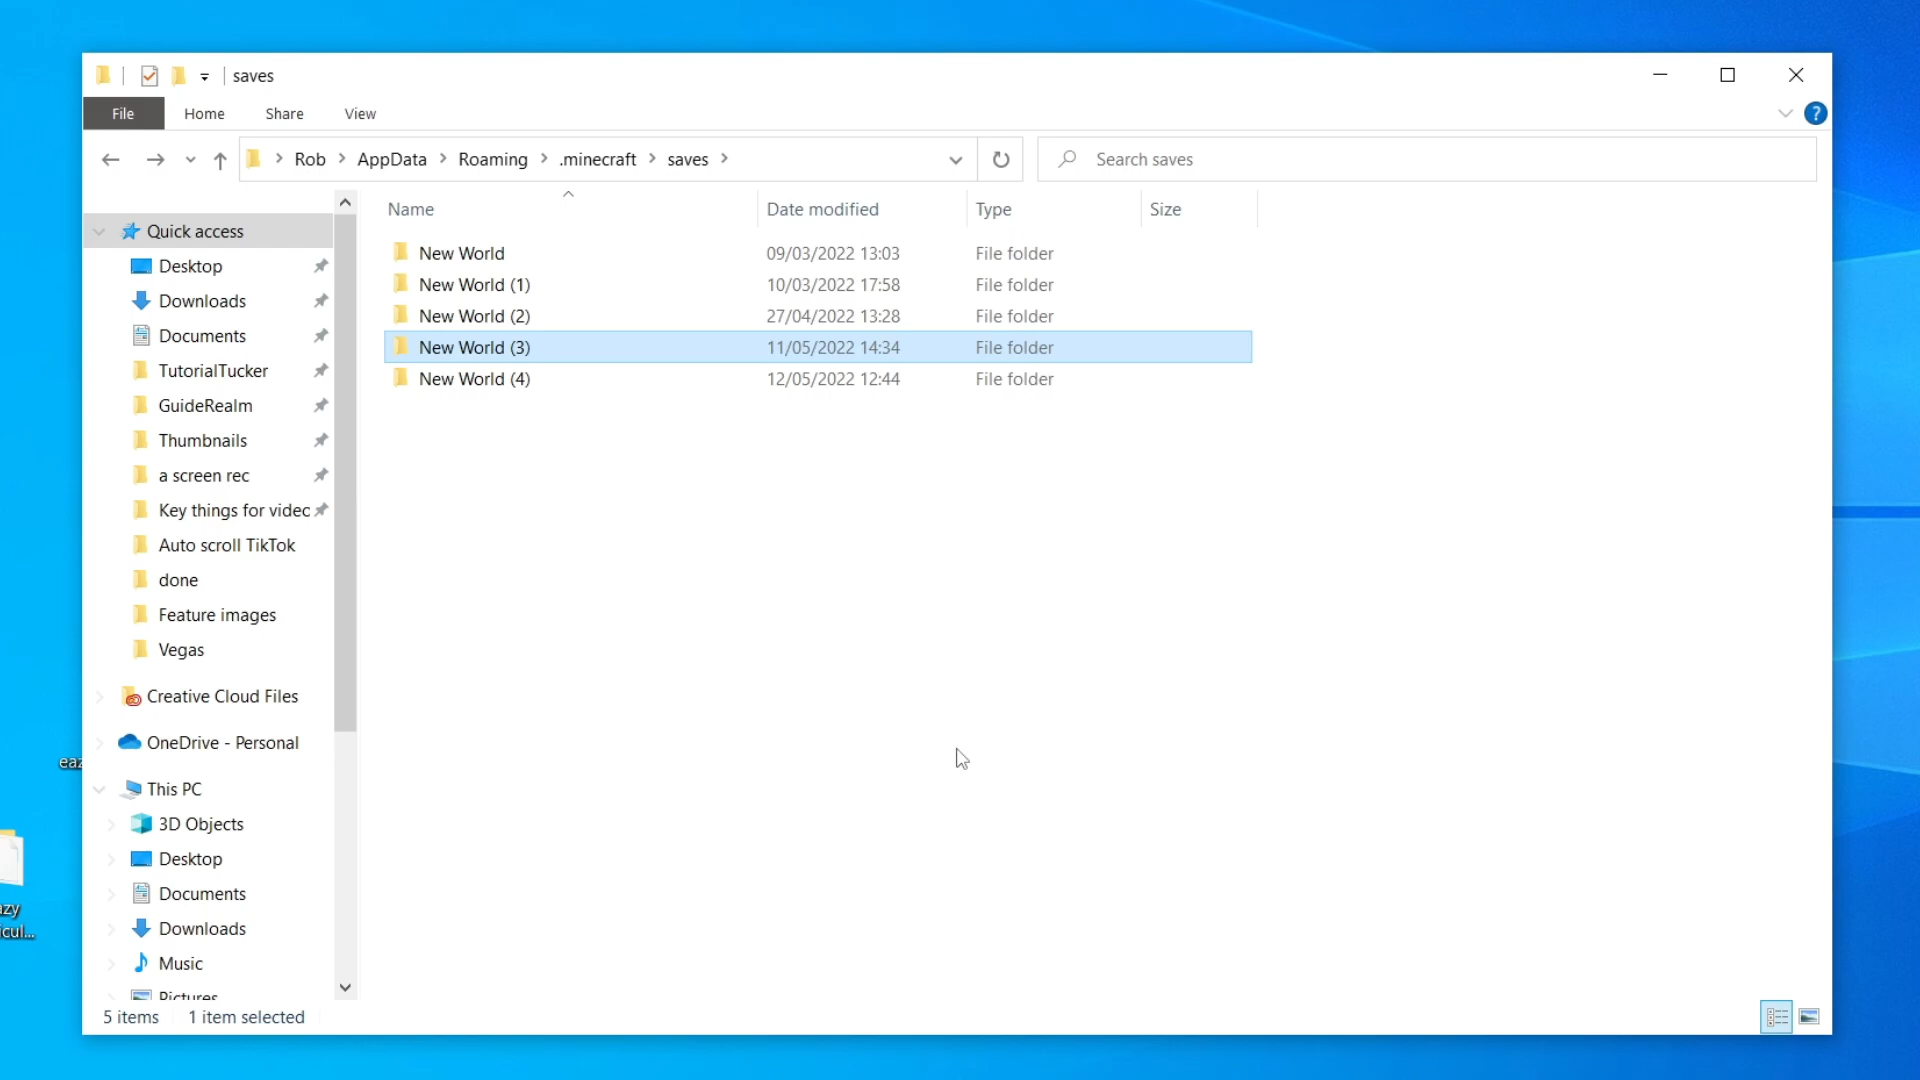 saves
File Home Share View
Rob AppData Roaming .minecraft saves
Search saves
Name Date modified Type Size
New World 09/03/2022 13:03 File folder
New World (1) 10/03/2022 17:58 File folder
New World (2) 27/04/2022 13:28 File folder
New World (3) 11/05/2022 14:34 File folder
New World (4) 12/05/2022 12:44 File folder
Quick access
Desktop
Downloads
Documents
TutorialTucker
GuideRealm
Thumbnails
a screen rec
Key things for videc
Auto scroll TikTok
done
Feature images
Vegas
Creative Cloud Files
OneDrive - Personal
This PC
3D Objects
Desktop
Documents
Downloads
Music
Pictures
5 items 1 item selected
eaz
azy
icul...